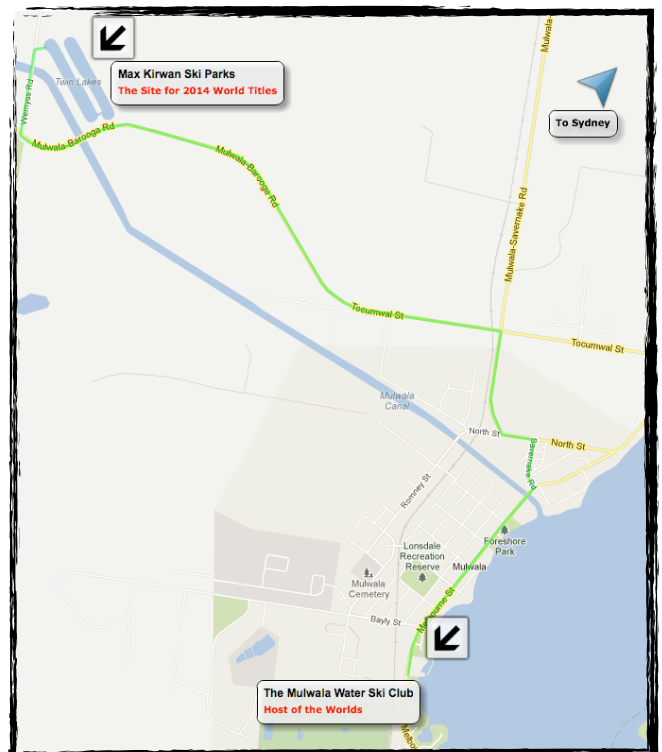 Max Kirwan Ski Parks
The Site for 2014 World Titles
Twin Lakes
To Sydney
Mulwala-
Mulwala-Barooga Rd
Mulwala-Barooga Rd
Mulwala-Savernake Rd
Tocumwal St
Tocumwal St
Mulwala
Canal
North St
North St
Savernake Rd
Romney St
Foreshore
Park
Lonsdale
Recreation
Reserve
Mulwala
Mulwala
Cemetery
Melbourne St
Bayly St
The Mulwala Water Ski Club
Host of the Worlds